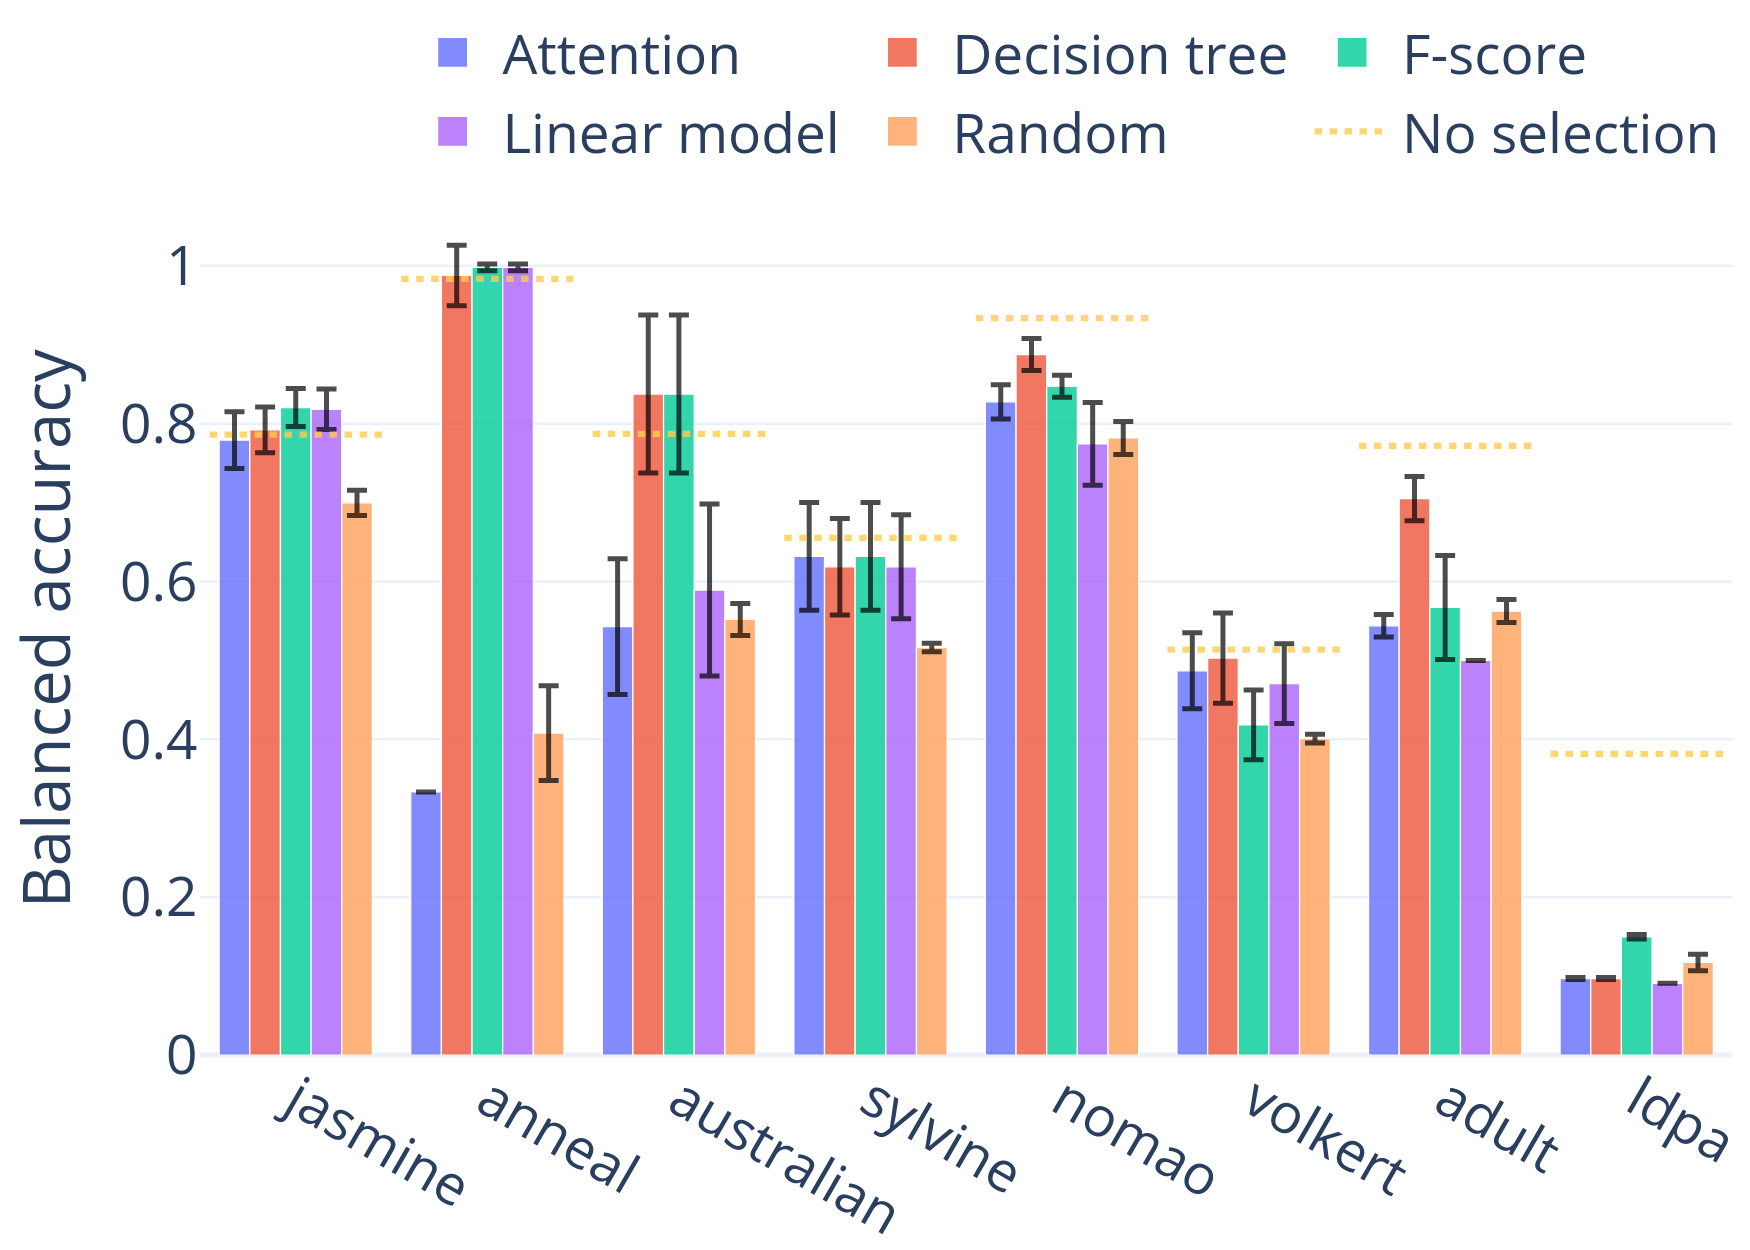 Attention
Decision tree
F-score
Linear model
Random
No selection
Balanced accuracy
1
0.8
0.6
0.4
0.2
0
jasmine
anneal
australian
sylvine
nomao
volkert
adult
ldpa